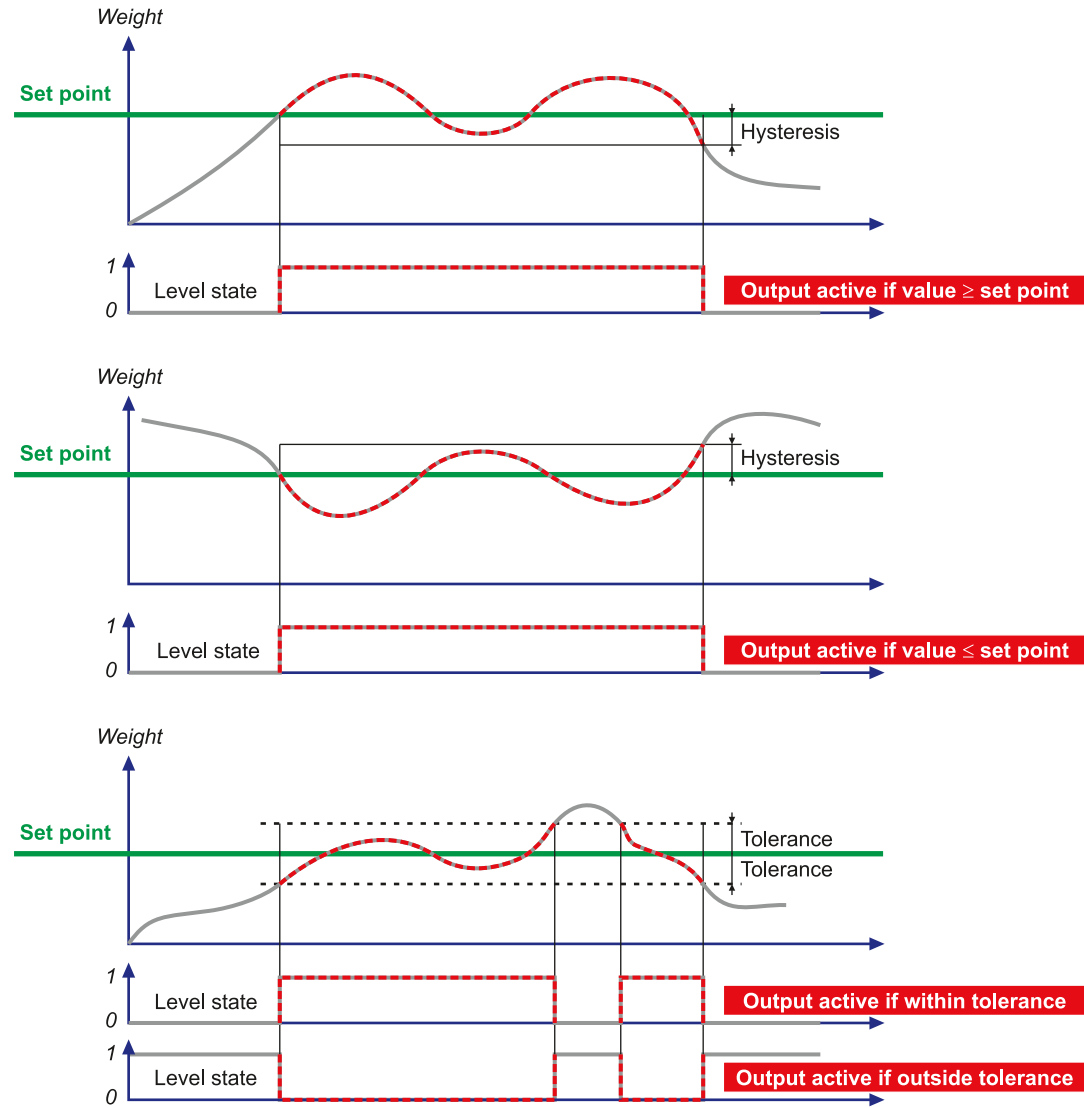 Weight
Set point
Hysteresis
1
Level state
Output active if value ≥ set point
0
Weight
Set point
Hysteresis
1
Level state
Output active if value ≤ set point
0
Weight
Set point
Tolerance
Tolerance
1
Level state
Output active if within tolerance
0
1
Level state
Output active if outside tolerance
0